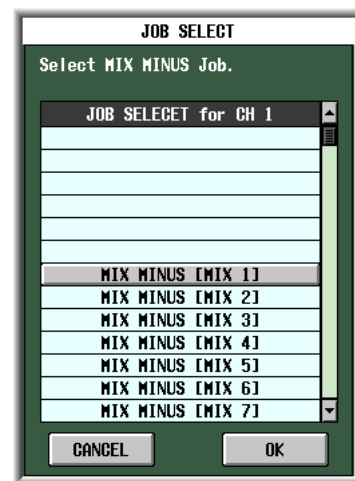 JOB SELECT
Select MIX MINUS Job.
JOB SELECET for CH 1
MIX MINUS [MIX 1]
MIX MINUS [MIX 2]
MIX MINUS [MIX 3]
MIX MINUS [MIX 4]
MIX MINUS [MIX 5]
MIX MINUS [MIX 6]
MIX MINUS [MIX 7]
CANCEL OK